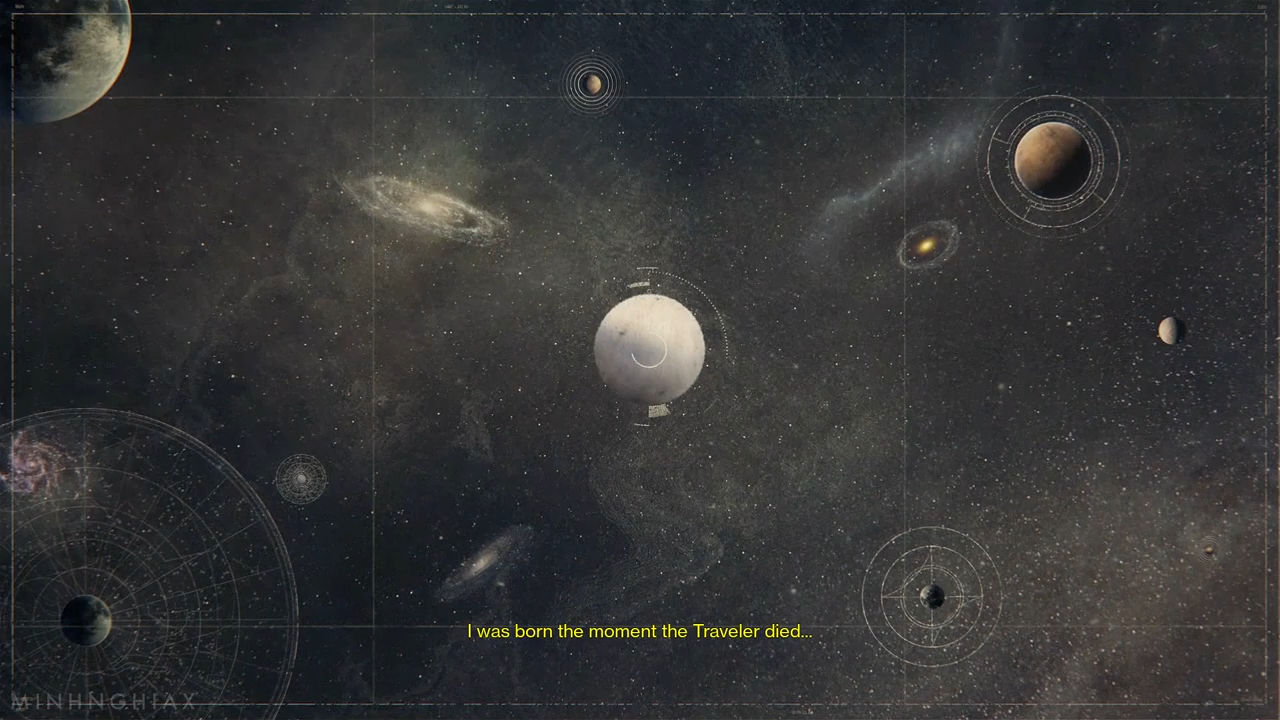 I was born the moment the Traveler died...
MINHNGHIAX